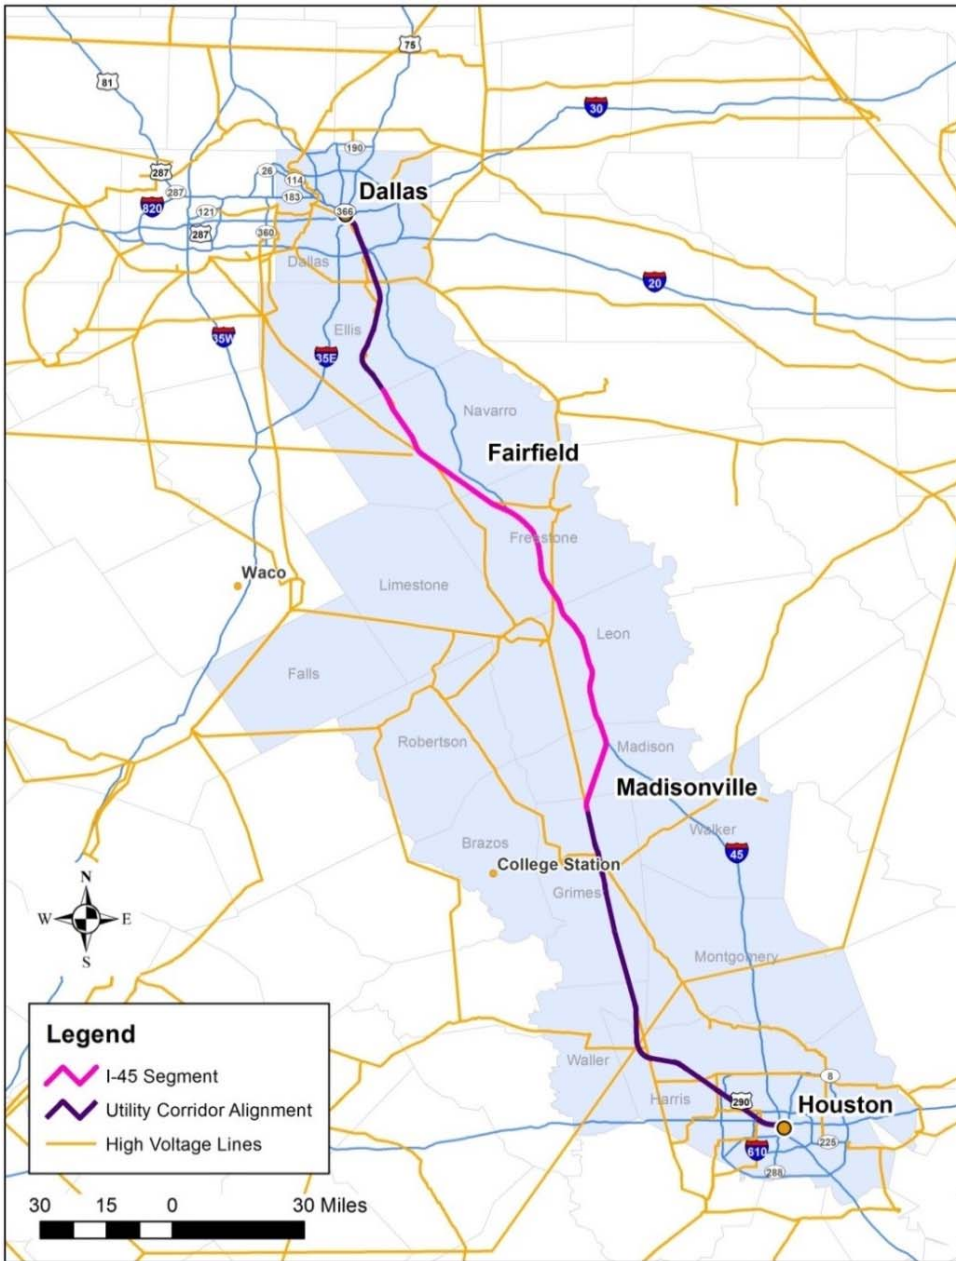 75
81
30
190
287
26
114
287
183
Dallas
820
121
366
287
360
Dallas
20
Ellis
35W
35E
Navarro
Fairfield
Freestone
Waco
Limestone
Leon
Falls
Robertson
Madison
Madisonville
Walker
Brazos
45
College Station
Grimes
N
W
E
S
Montgomery
Legend
I-45 Segment
Utility Corridor Alignment
High Voltage Lines
Waller
8
Harris
290
Houston
225
610
288
30 15 0 30 Miles